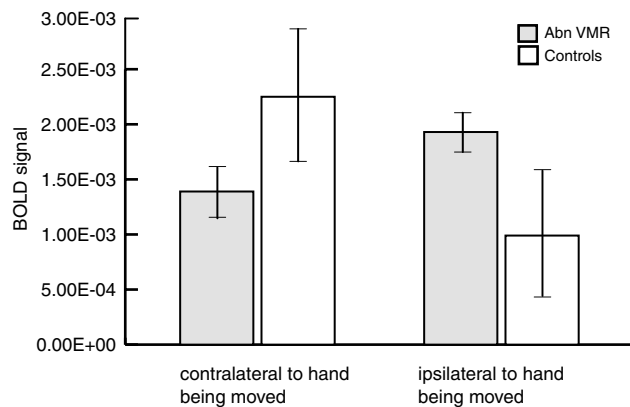 3.00E-03
2.50E-03
2.00E-03
1.50E-03
1.00E-03
5.00E-04
0.00E+00
BOLD signal
Abn VMR
Controls
contralateral to hand
being moved
ipsilateral to hand
being moved